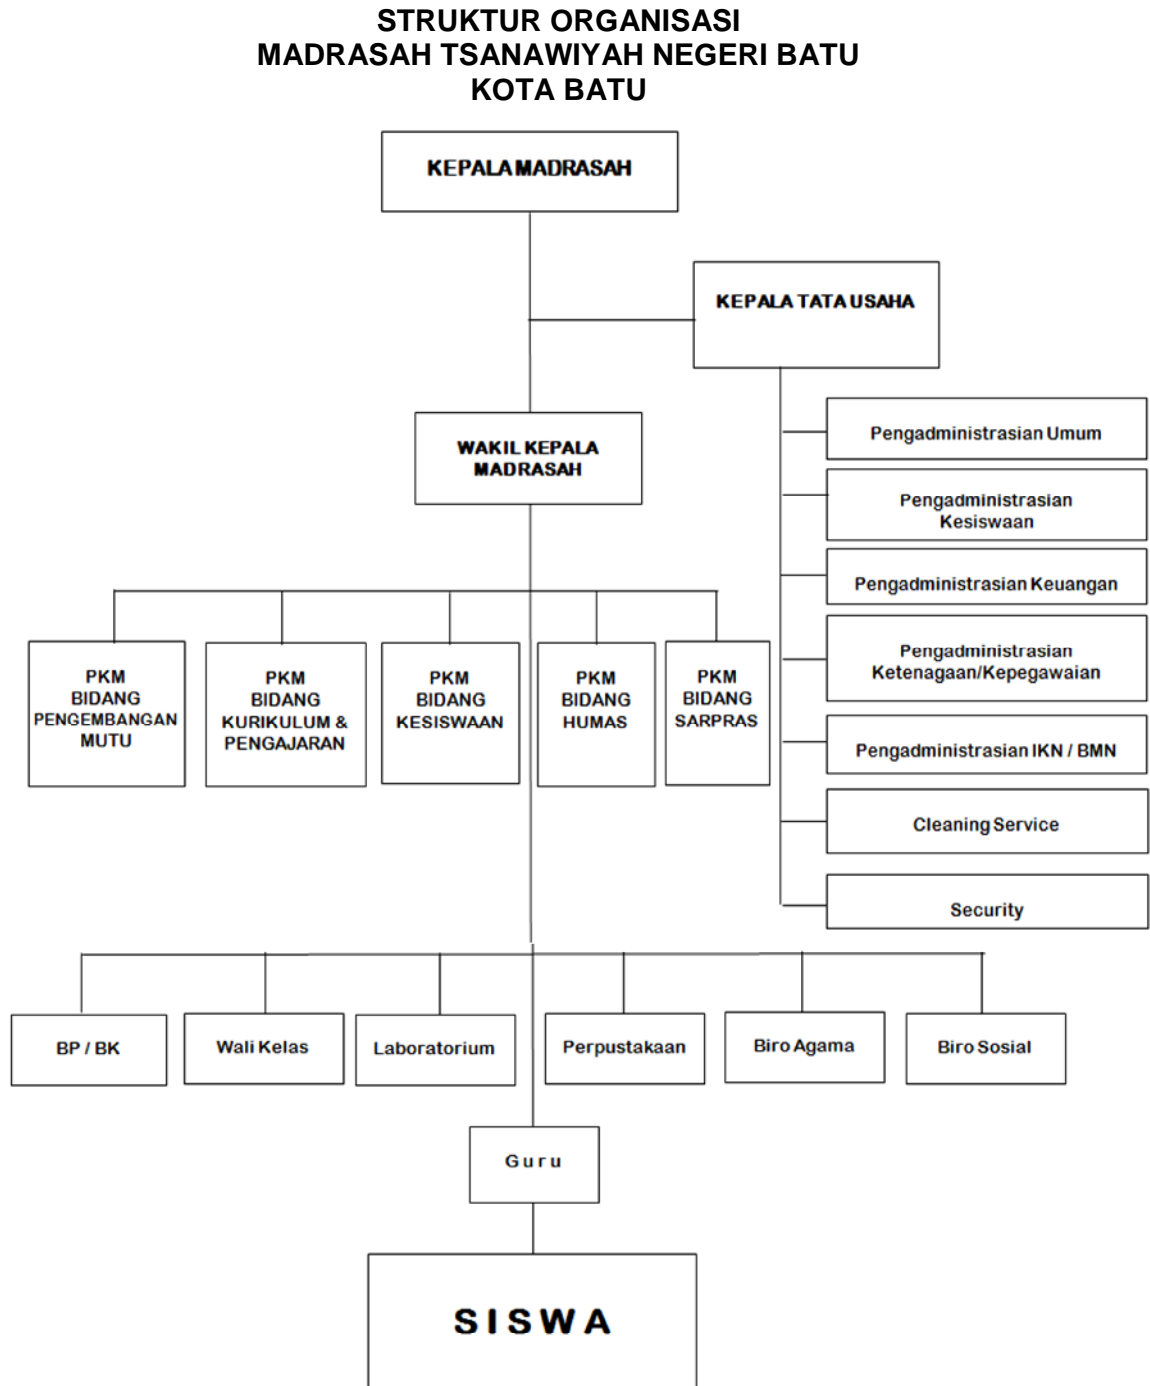 STRUKTUR ORGANISASI
MADRASAH TSANAWIYAH NEGERI BATU
KOTA BATU
KEPALA MADRASAH
KEPALA TATA USAHA
WAKIL KEPALA
MADRASAH
Pengadministrasian Umum
Pengadministrasian
Kesiswaan
Pengadministrasian Keuangan
Pengadministrasian
Ketenagaan/Kepegawaian
Pengadministrasian IKN / BMN
Cleaning Service
Security
PKM
BIDANG
PENGEMBANGAN
MUTU
PKM
BIDANG
KURIKULUM &
PENGAJARAN
PKM
BIDANG
KESISWAAN
PKM
BIDANG
HUMAS
PKM
BIDANG
SARPRAS
BP / BK
Wali Kelas
Laboratorium
Perpustakaan
Biro Agama
Biro Sosial
Guru
SISWA